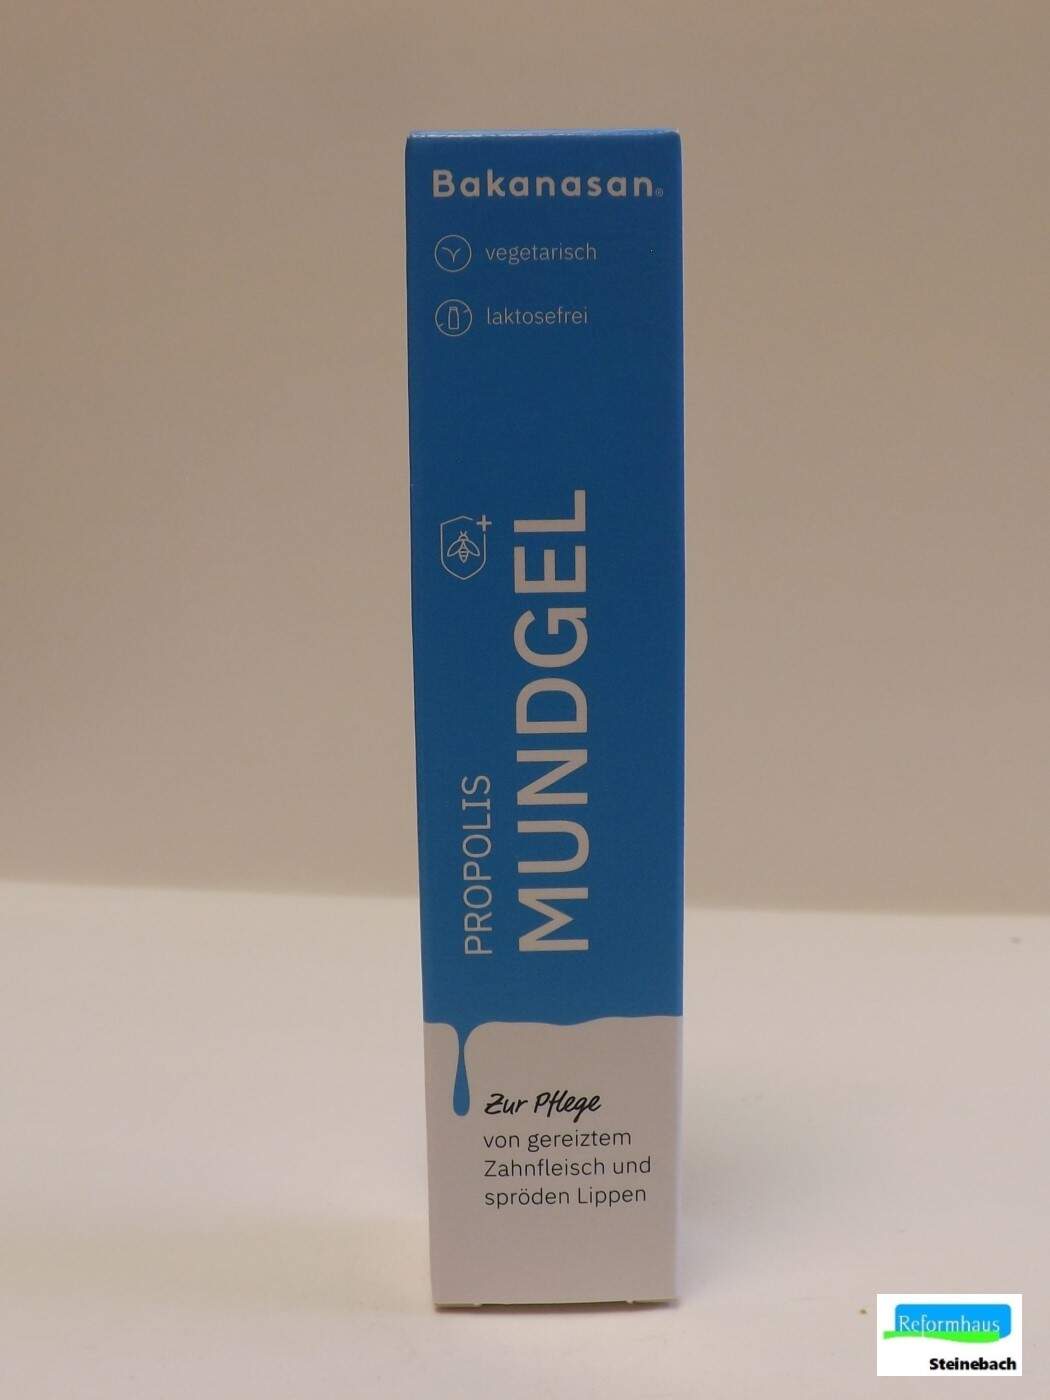 Bakanasan®
vegetarisch
laktosefrei
PROPOLIS
MUNDGEL
Zur Pflege
von gereiztem
Zahnfleisch und
spröden Lippen
Reformhaus
Steinebach